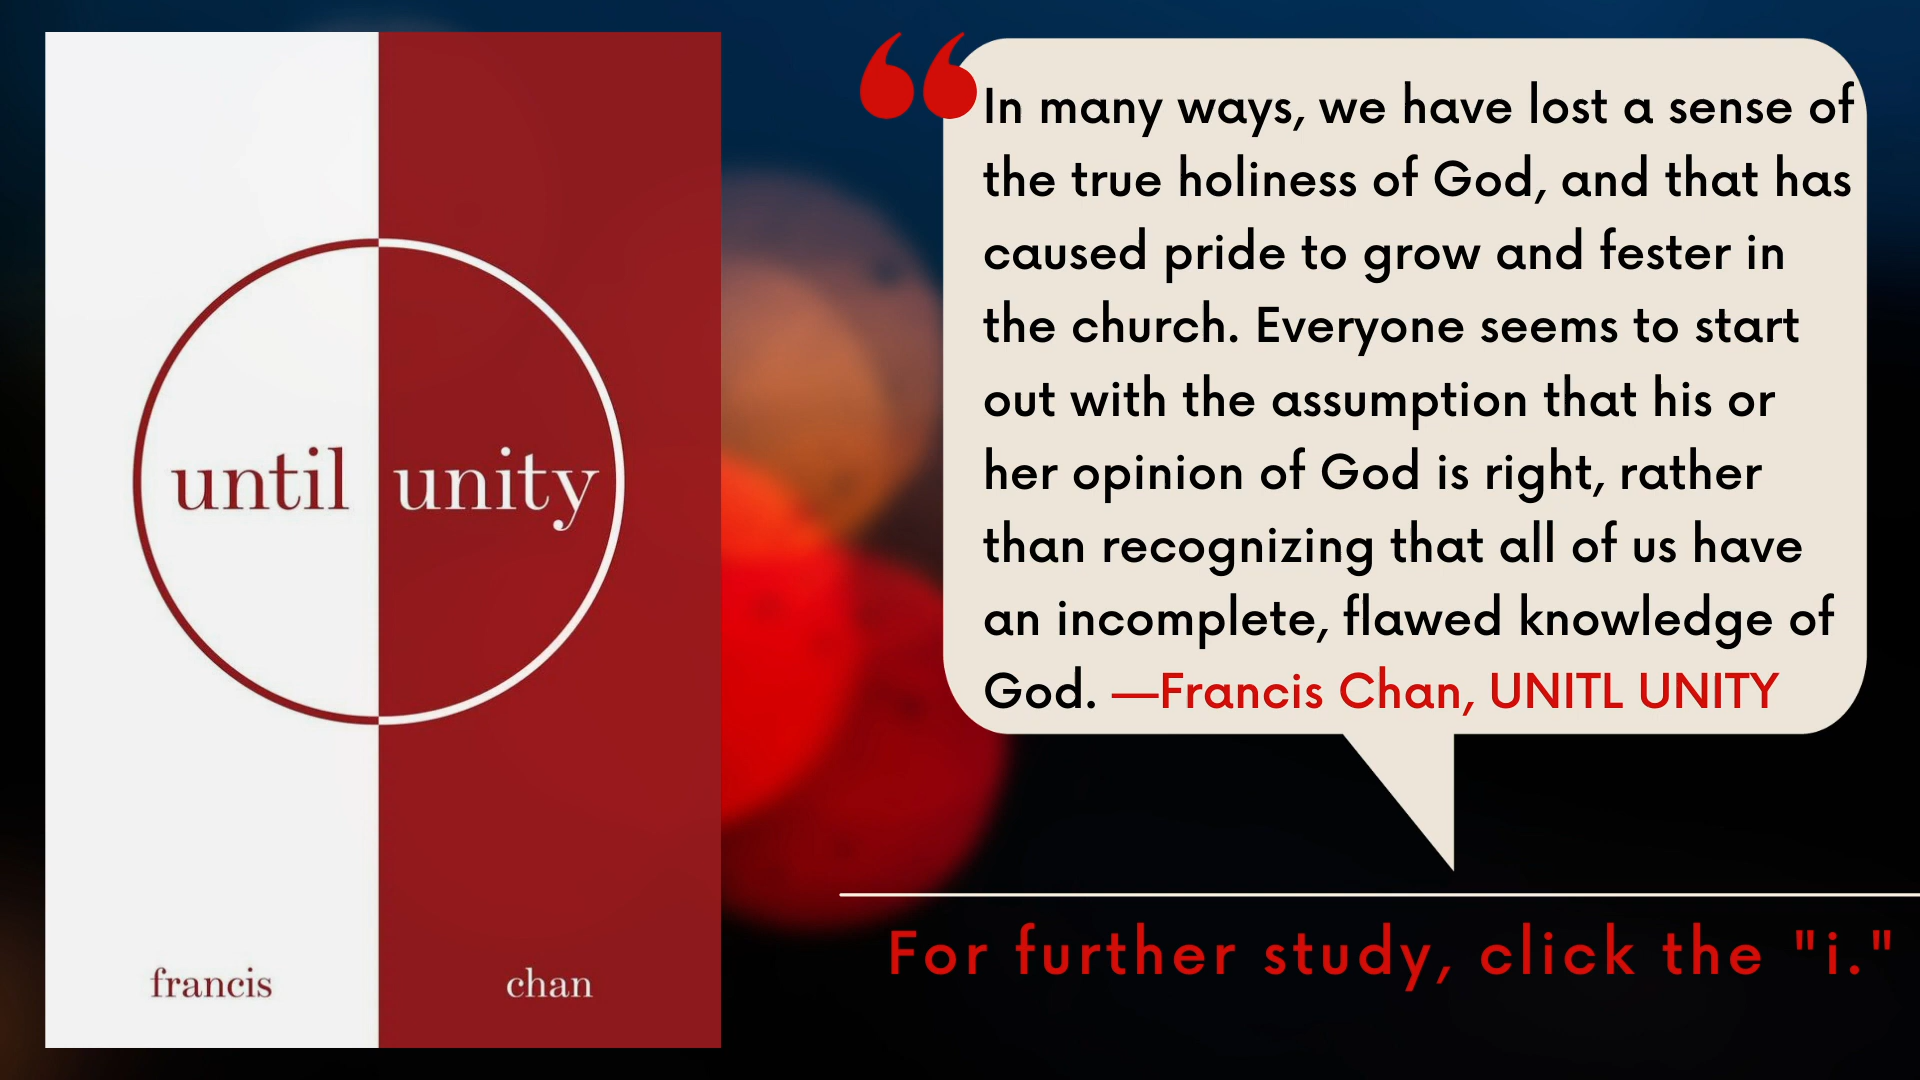 until unity
francis chan
“
In many ways, we have lost a sense of
the true holiness of God, and that has
caused pride to grow and fester in
the church. Everyone seems to start
out with the assumption that his or
her opinion of God is right, rather
than recognizing that all of us have
an incomplete, flawed knowledge of
God. —Francis Chan, UNITL UNITY
For further study, click the "i."